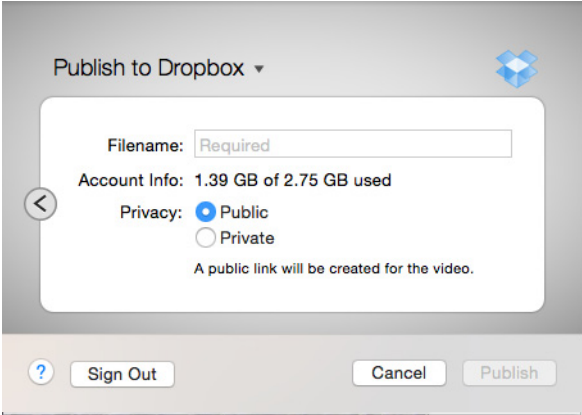 Publish to Dropbox
Filename: Required
Account Info: 1.39 GB of 2.75 GB used
Privacy: Public
Private
A public link will be created for the video.
? Sign Out Cancel Publish